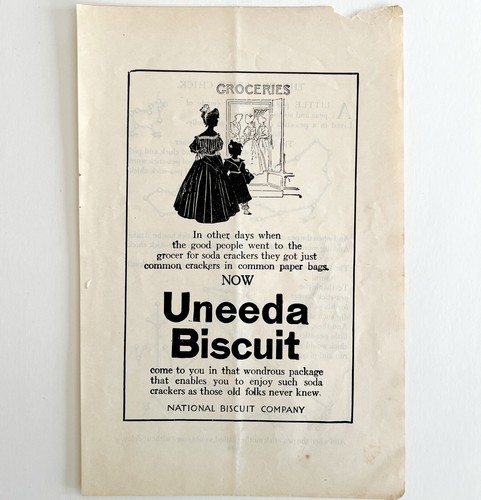 GROCERIES
In other days when
the good people went to the
grocer for soda crackers they got just
common crackers in common paper bags.
NOW
Uneeda
Biscuit
come to you in that wondrous package
that enables you to enjoy such soda
crackers as those old folks never knew.
NATIONAL BISCUIT COMPANY